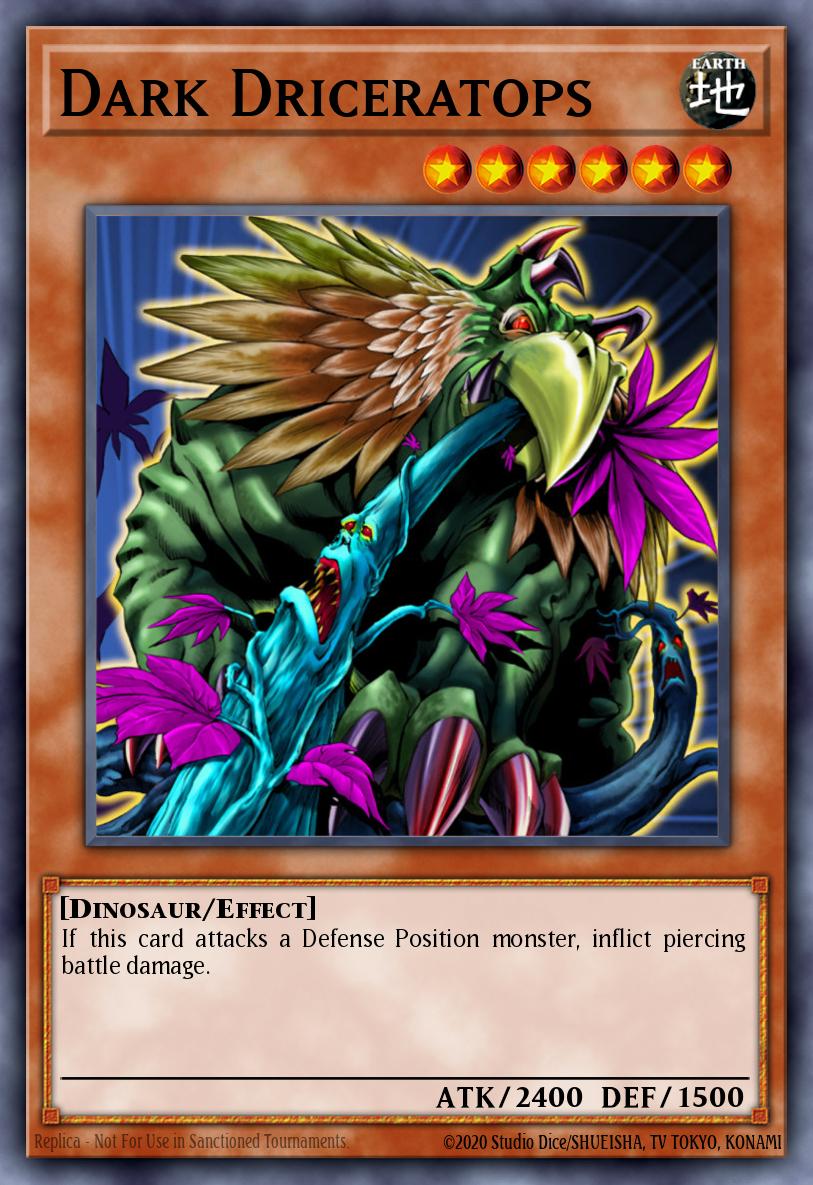 Dark Driceratops
EARTH
地
[Dinosaur/Effect]
If this card attacks a Defense Position monster, inflict piercing
battle damage.
ATK/2400 DEF/1500
Replica - Not For Use in Sanctioned Tournaments.
©2020 Studio Dice/SHUEISHA, TV TOKYO, KONAMI